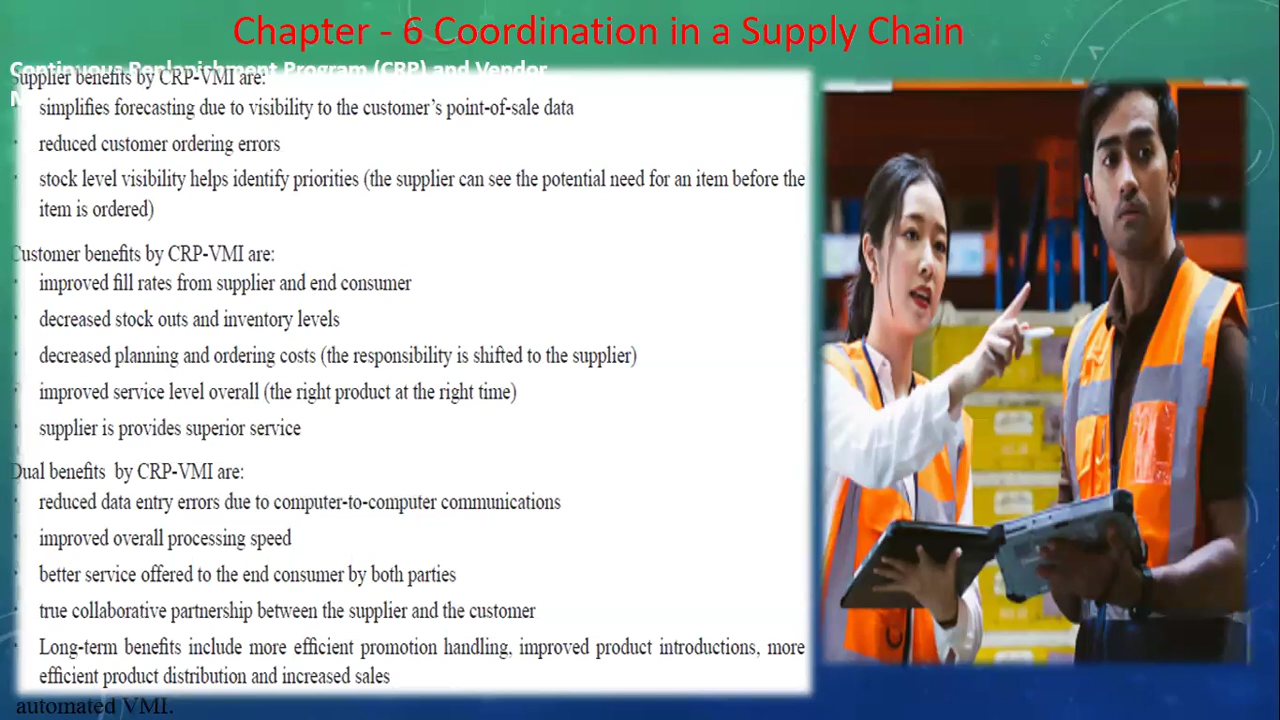 Chapter - 6 Coordination in a Supply Chain
Continuous Replenishment Program (CRP) and Vendor
Supplier benefits by CRP-VMI are:
simplifies forecasting due to visibility to the customer’s point-of-sale data
reduced customer ordering errors
stock level visibility helps identify priorities (the supplier can see the potential need for an item before the
item is ordered)
Customer benefits by CRP-VMI are:
improved fill rates from supplier and end consumer
decreased stock outs and inventory levels
decreased planning and ordering costs (the responsibility is shifted to the supplier)
improved service level overall (the right product at the right time)
supplier is provides superior service
Dual benefits by CRP-VMI are:
reduced data entry errors due to computer-to-computer communications
improved overall processing speed
better service offered to the end consumer by both parties
true collaborative partnership between the supplier and the customer
Long-term benefits include more efficient promotion handling, improved product introductions, more
efficient product distribution and increased sales
automated VMI.